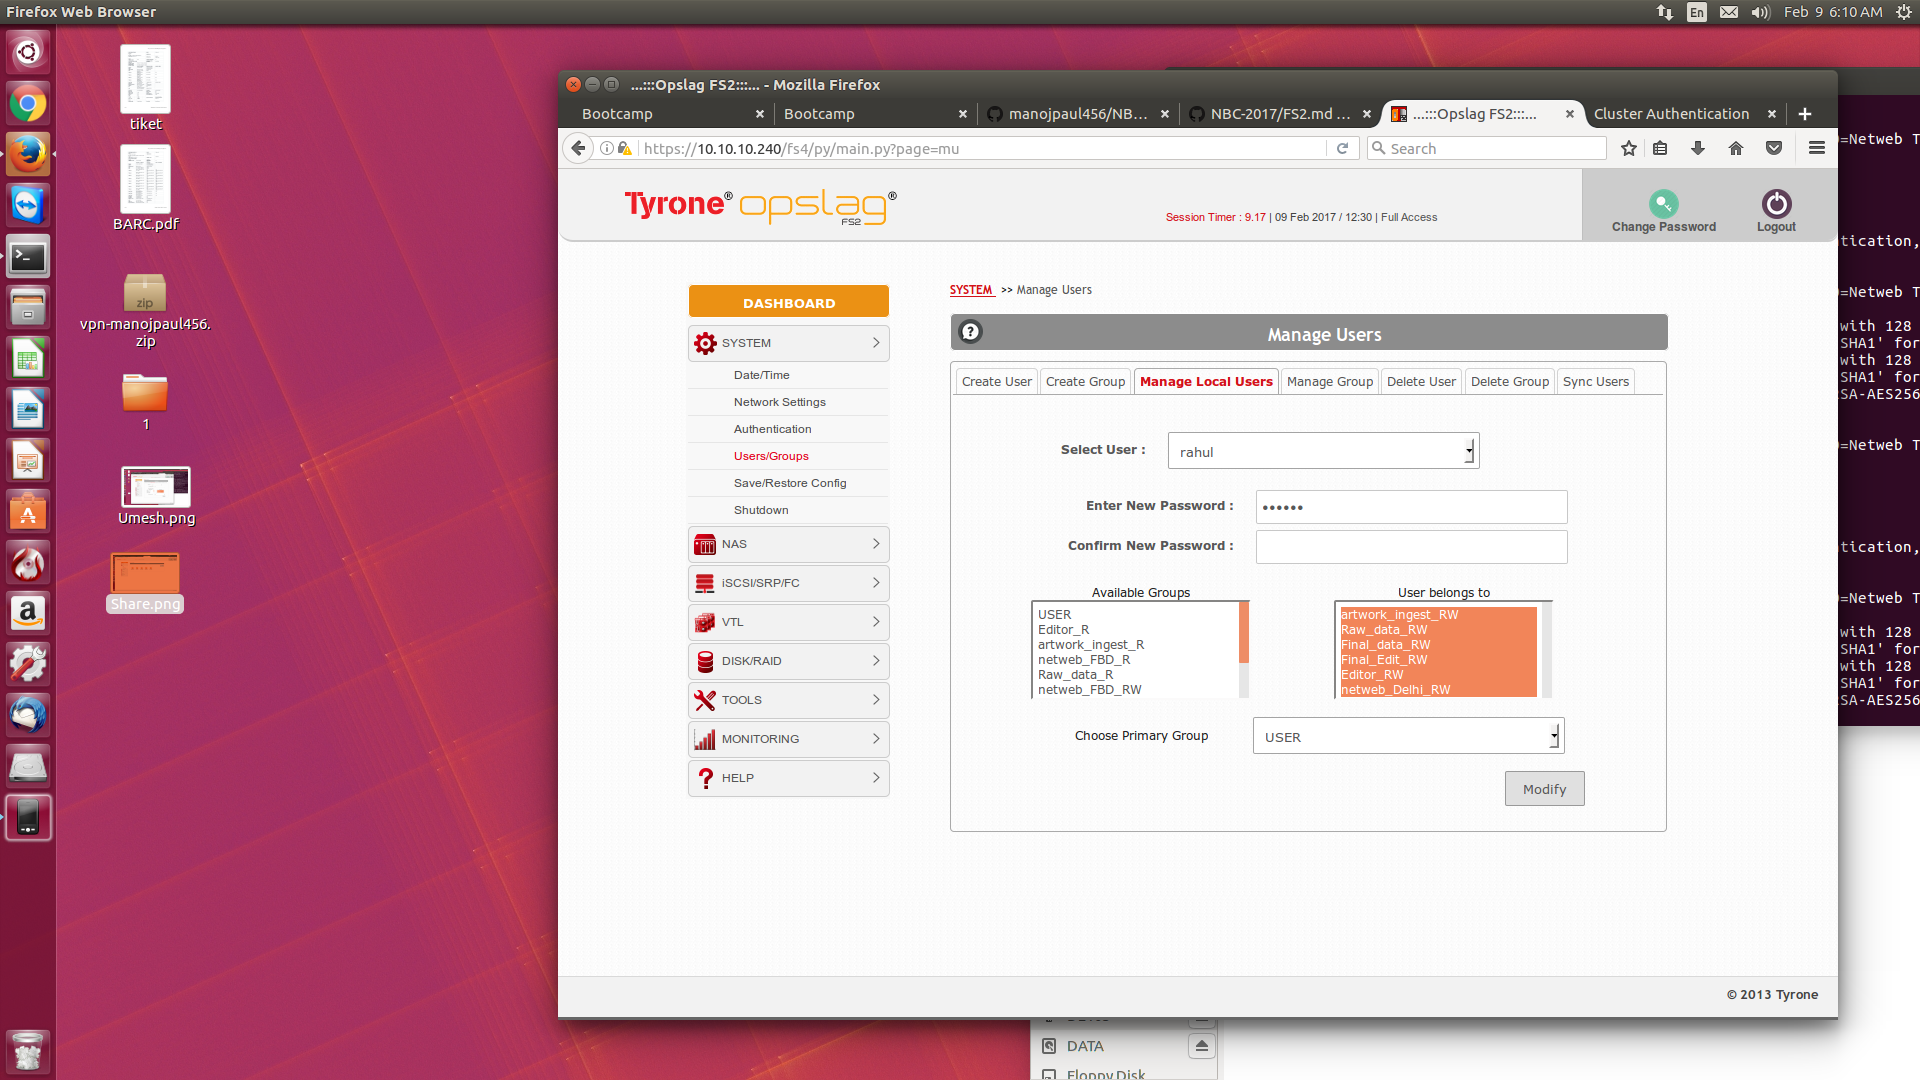 Firefox Web Browser
En
Feb 9 6:10 AM
tiket
BARC.pdf
zip
vpn-manojpaul456.
zip
1
Umesh.png
Share.png
...:::Opslag FS2:::... - Mozilla Firefox
Bootcamp
Bootcamp
manojpaul456/NB...
NBC-2017/FS2.md ...
...:::Opslag FS2:::...
Cluster Authentication
https://10.10.10.240/fs4/py/main.py?page=mu
Search
Tyrone® opslag®
FS2
Session Timer : 9.17 | 09 Feb 2017 / 12:30 | Full Access
Change Password
Logout
DASHBOARD
SYSTEM
Date/Time
Network Settings
Authentication
Users/Groups
Save/Restore Config
Shutdown
NAS
iSCSI/SRP/FC
VTL
DISK/RAID
TOOLS
MONITORING
HELP
SYSTEM >> Manage Users
Manage Users
Create User
Create Group
Manage Local Users
Manage Group
Delete User
Delete Group
Sync Users
Select User :
rahul
Enter New Password :
••••••
Confirm New Password :
Available Groups
USER
Editor_R
artwork_ingest_R
netweb_FBD_R
Raw_data_R
netweb_FBD_RW
User belongs to
artwork_ingest_RW
Raw_data_RW
Final_data_RW
Final_Edit_RW
Editor_RW
netweb_Delhi_RW
Choose Primary Group
USER
Modify
© 2013 Tyrone
=Netweb T
tication,
=Netweb T
with 128
SHA1' for
with 128
SHA1' for
SA-AES256
=Netweb T
tication,
=Netweb T
with 128
SHA1' for
with 128
SHA1' for
SA-AES256
DATA
Floppy Disk